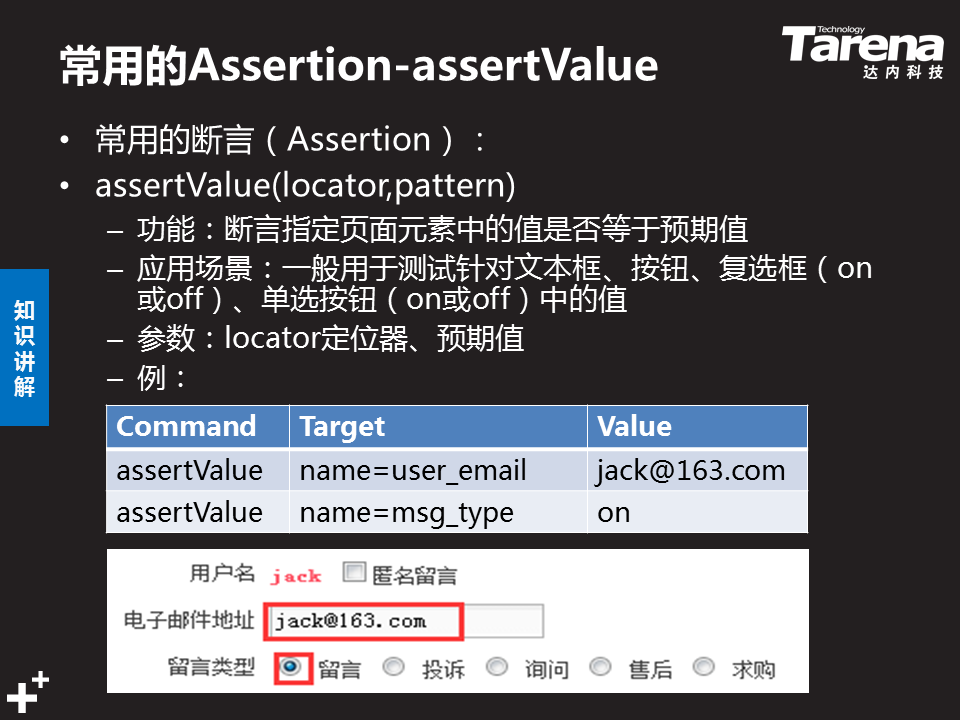 常用的Assertion-assertValue
Technology
Tarena
达内科技
• 常用的断言（Assertion）：
• assertValue(locator,pattern)
– 功能：断言指定页面元素中的值是否等于预期值
– 应用场景：一般用于测试针对文本框、按钮、复选框（on
或off）、单选按钮（on或off）中的值
– 参数：locator定位器、预期值
– 例：
知识讲解
Command Target Value
assertValue name=user_email jack@163.com
assertValue name=msg_type on
用户名 jack 匿名留言
电子邮件地址 jack@163.com
留言类型 留言 投诉 询问 售后 求购